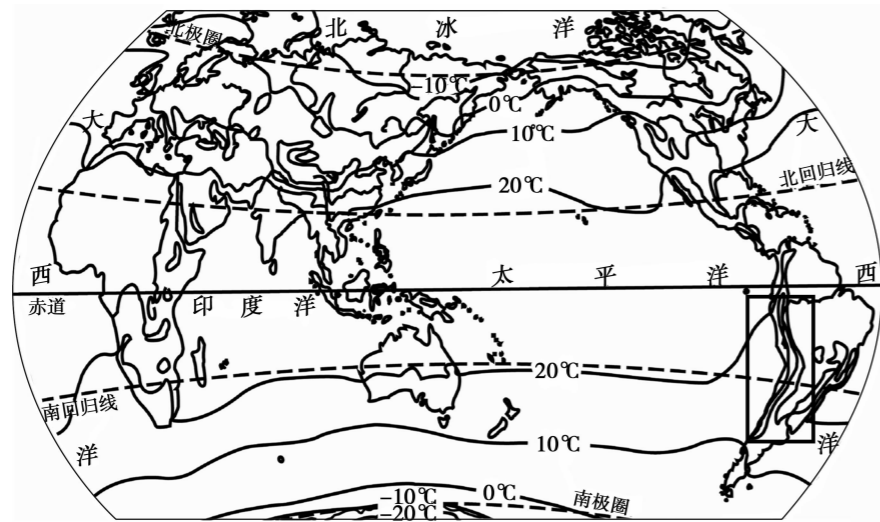 北冰洋
北极圈
-10℃
0℃
大
10℃
大
20℃
北回归线
西
太平洋
西
赤道
印度洋
20℃
南回归线
洋
10℃
洋
-10℃
0℃
南极圈
-20℃